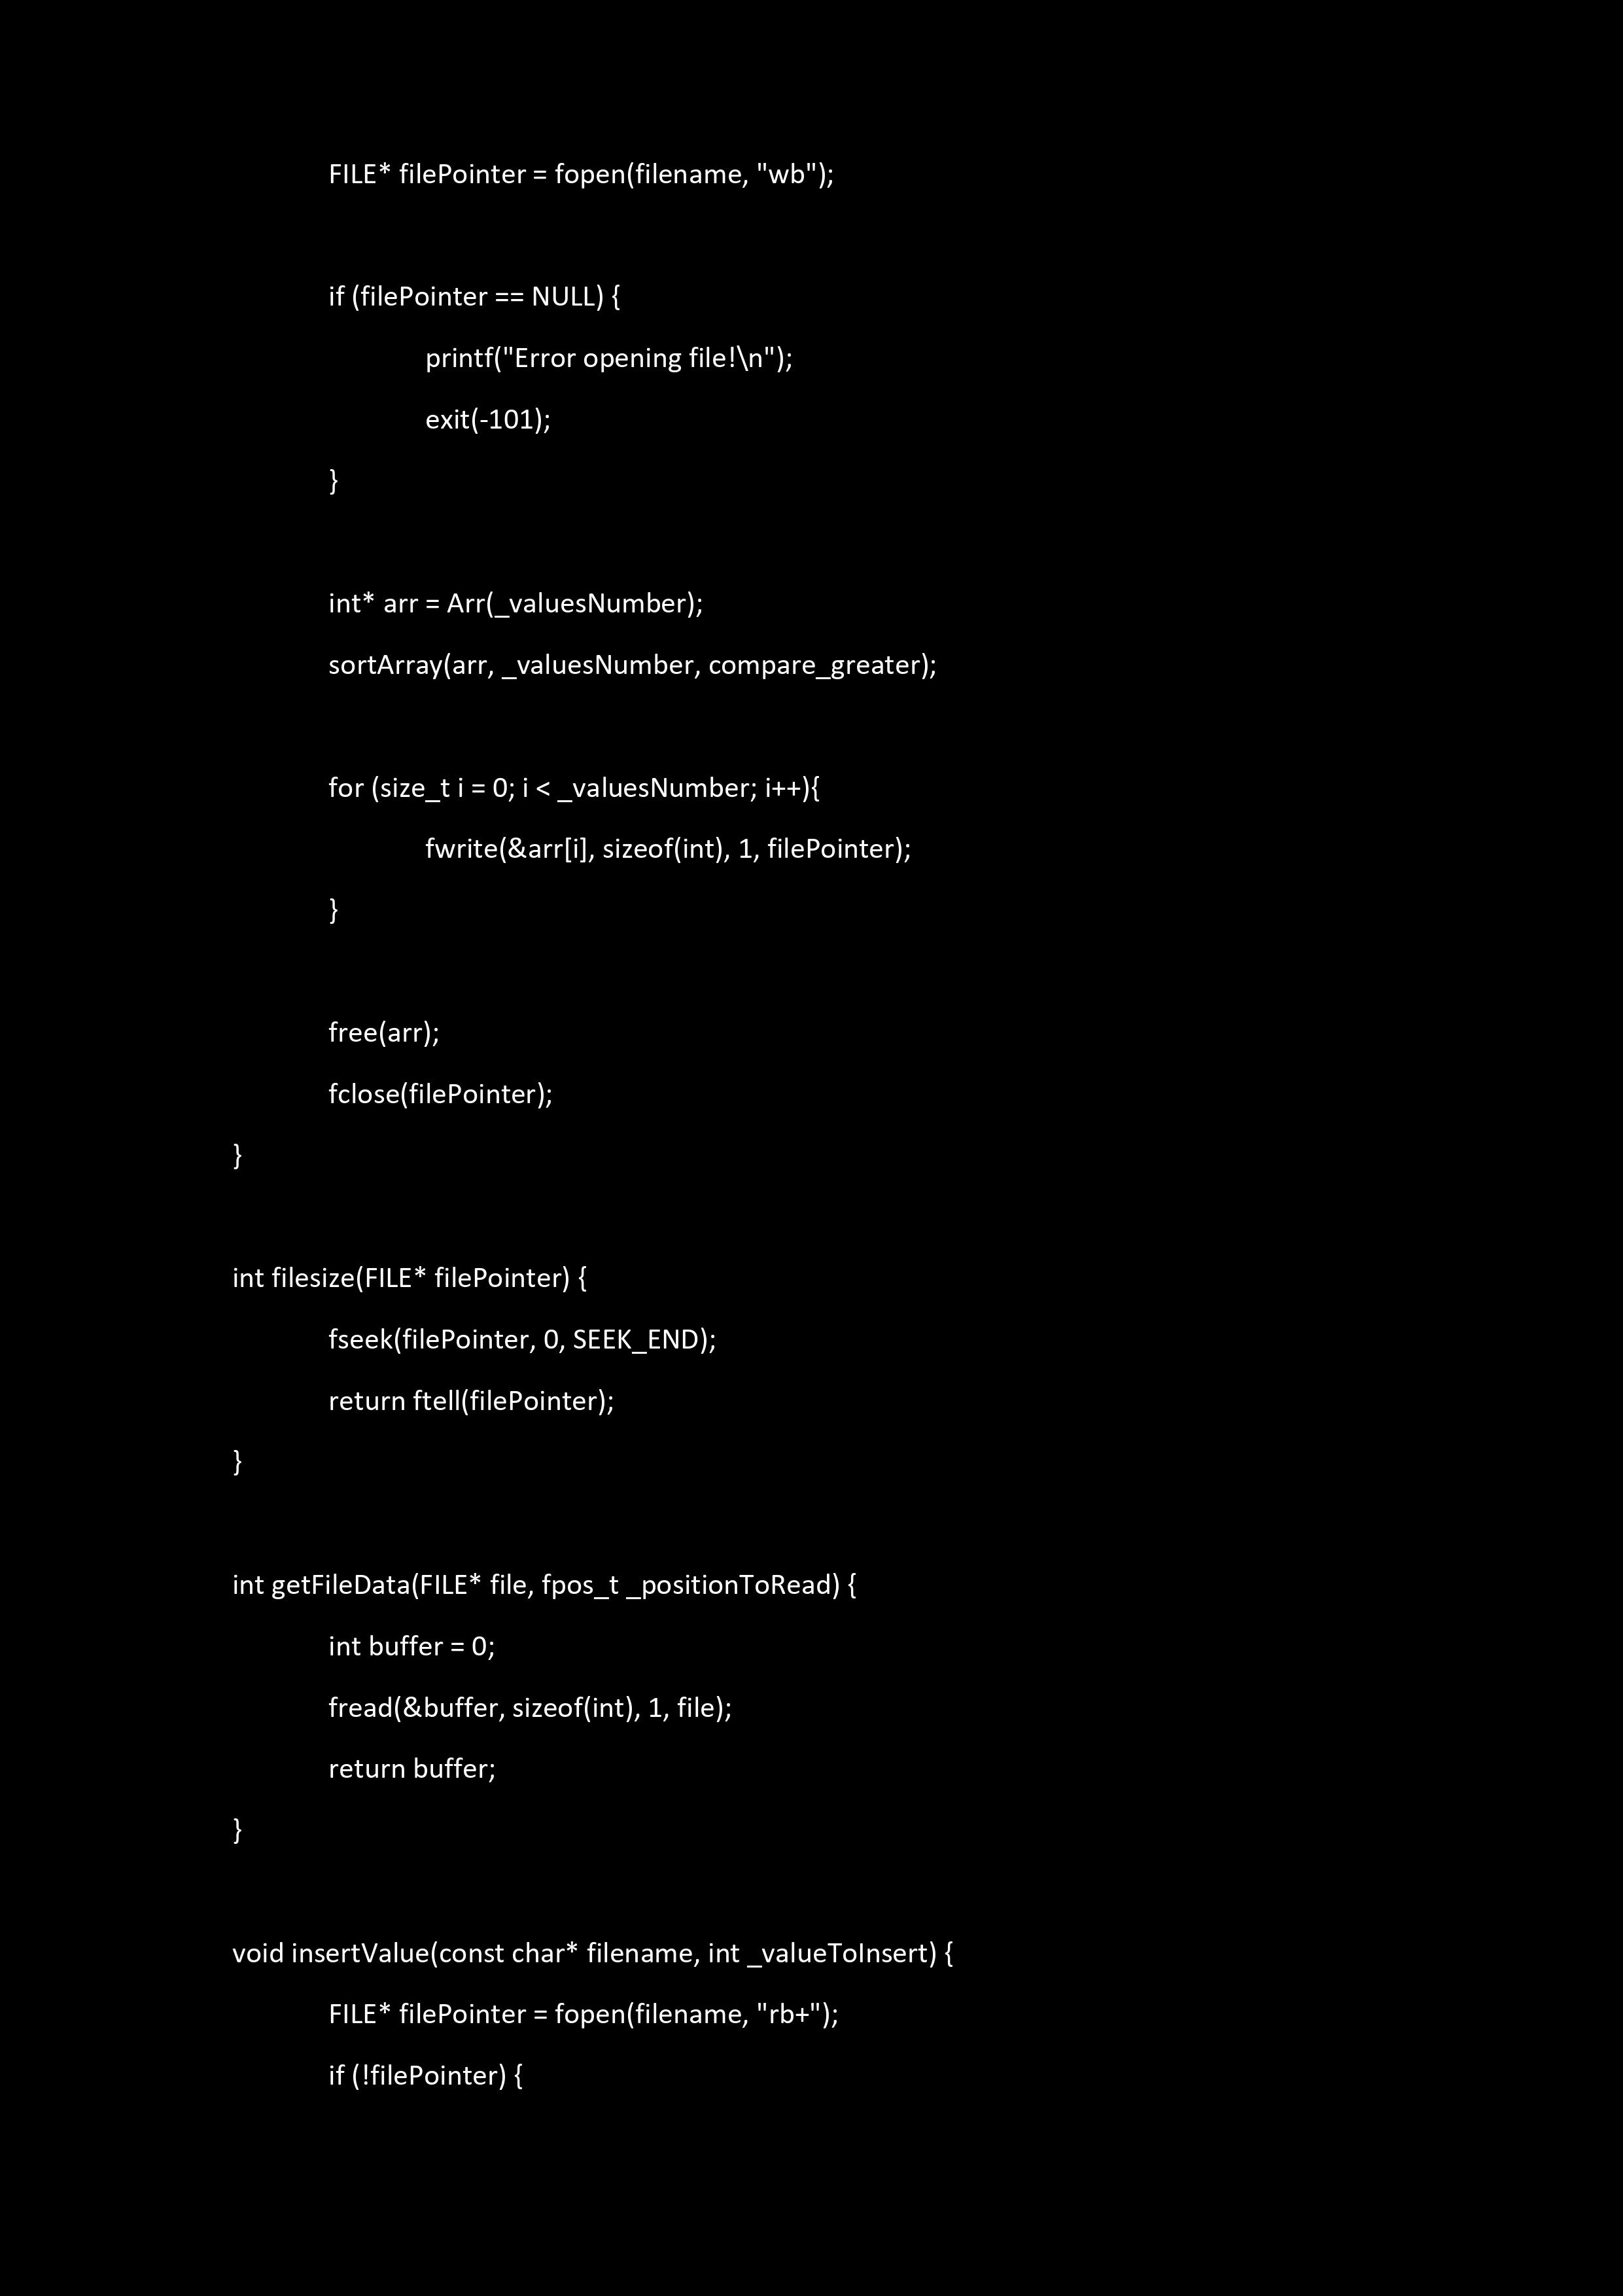 FILE* filePointer = fopen(filename, "wb");
if (filePointer == NULL) {
printf("Error opening file!\n");
exit(-101);
}
int* arr = Arr(_valuesNumber);
sortArray(arr, _valuesNumber, compare_greater);
for (size_t i = 0; i < _valuesNumber; i++){
fwrite(&arr[i], sizeof(int), 1, filePointer);
}
free(arr);
fclose(filePointer);
}
int filesize(FILE* filePointer) {
fseek(filePointer, 0, SEEK_END);
return ftell(filePointer);
}
int getFileData(FILE* file, fpos_t _positionToRead) {
int buffer = 0;
fread(&buffer, sizeof(int), 1, file);
return buffer;
}
void insertValue(const char* filename, int _valueToInsert) {
FILE* filePointer = fopen(filename, "rb+");
if (!filePointer) {